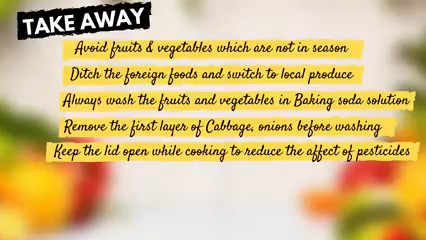 TAKE AWAY
Avoid fruits & vegetables which are not in season
Ditch the foreign foods and switch to local produce
Always wash the fruits and vegetables in Baking soda solution
Remove the first layer of Cabbage, onions before washing
Keep the lid open while cooking to reduce the affect of pesticides